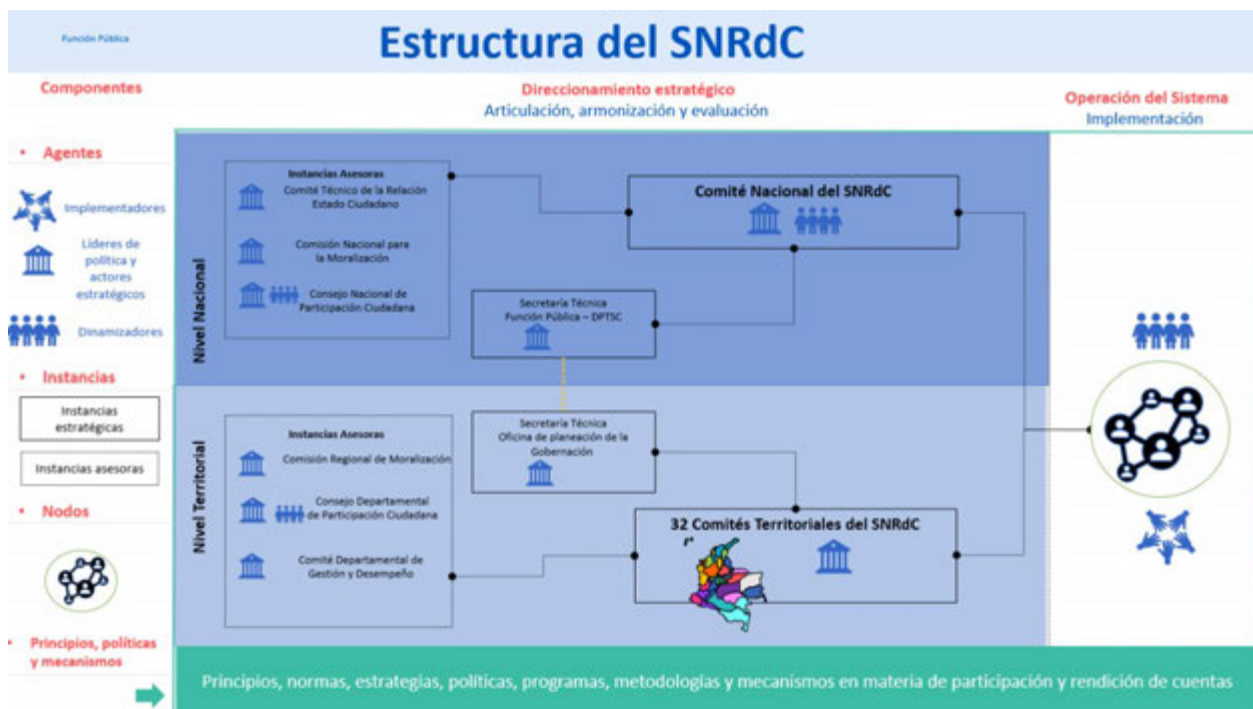 Función Pública
Estructura del SNRdC
Componentes
Direccionamiento estratégico
Articulación, armonización y evaluación
Operación del Sistema
Implementación
• Agentes
Implementadores
Líderes de
política y
actores
estratégicos
Dinamizadores
• Instancias
Instancias
estratégicas
Instancias asesoras
• Nodos
• Principios, políticas
y mecanismos
Nivel Nacional
Instancias Asesoras
Comité Técnico de la Relación
Estado Ciudadano
Comisión Nacional para
la Moralización
Consejo Nacional de
Participación Ciudadana
Comité Nacional del SNRdC
Secretaría Técnica
Función Pública – DPTSC
Nivel Territorial
Instancias Asesoras
Comisión Regional de Moralización
Consejo Departamental
de Participación Ciudadana
Comité Departamental de
Gestión y Desempeño
Secretaría Técnica
Oficina de planeación de la
Gobernación
32 Comités Territoriales del SNRdC
Principios, normas, estrategias, políticas, programas, metodologías y mecanismos en materia de participación y rendición de cuentas